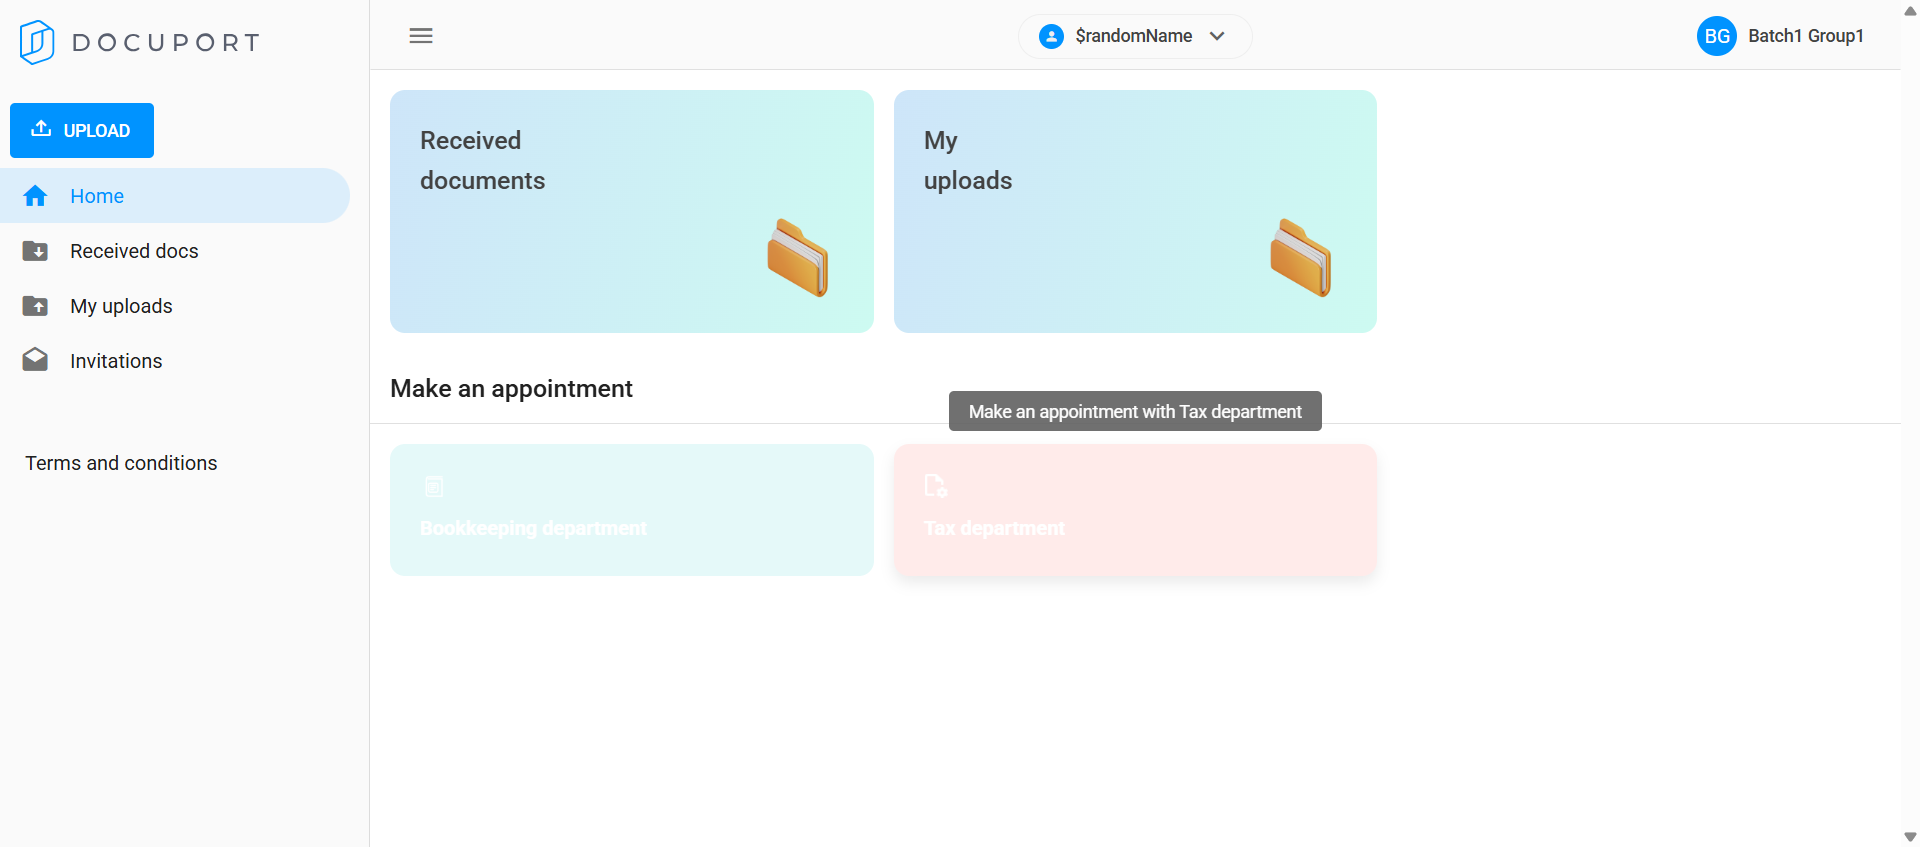 DOCUPORT
$randomName
BG
Batch1 Group1
UPLOAD
Home
Received docs
My uploads
Invitations
Terms and conditions
Received
documents
My
uploads
Make an appointment
Make an appointment with Tax department
Bookkeeping department
Tax department